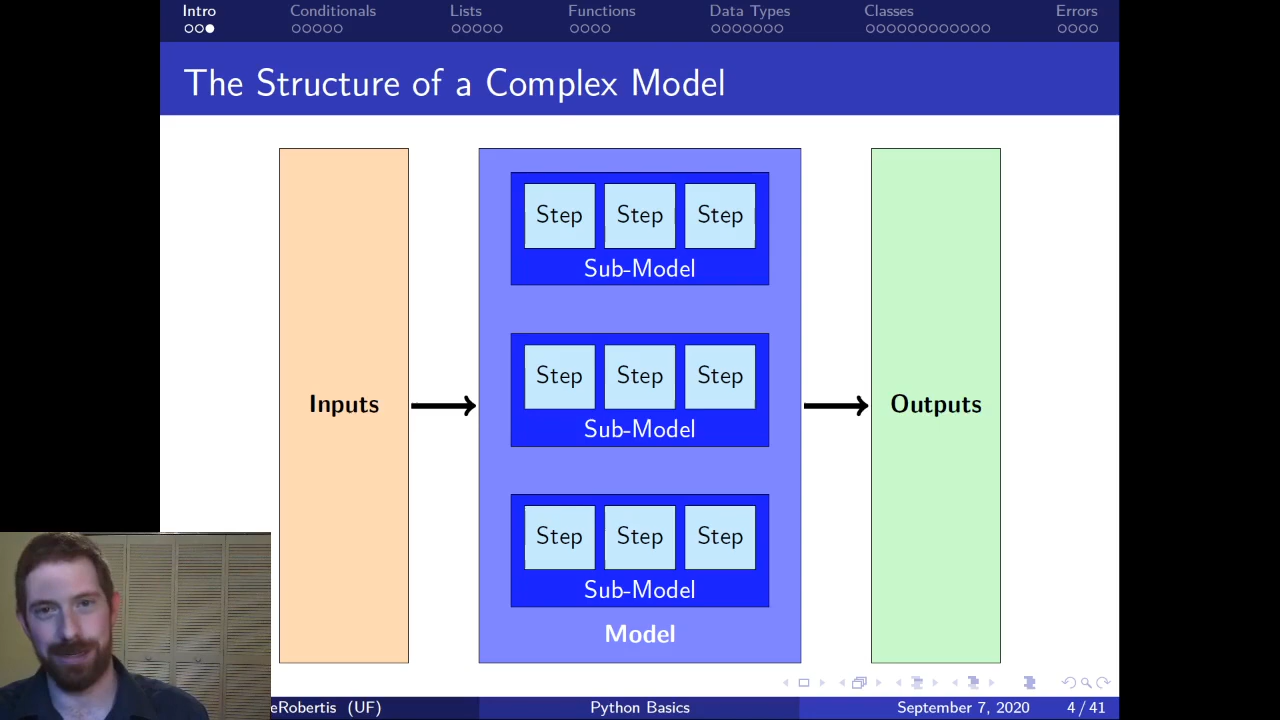 Intro Conditionals Lists Functions Data Types Classes Errors
The Structure of a Complex Model
Step Step Step
Sub-Model
Step Step Step
Sub-Model
Inputs
Outputs
Step Step Step
Sub-Model
Model
eRobertis (UF) Python Basics September 7, 2020 4 / 41